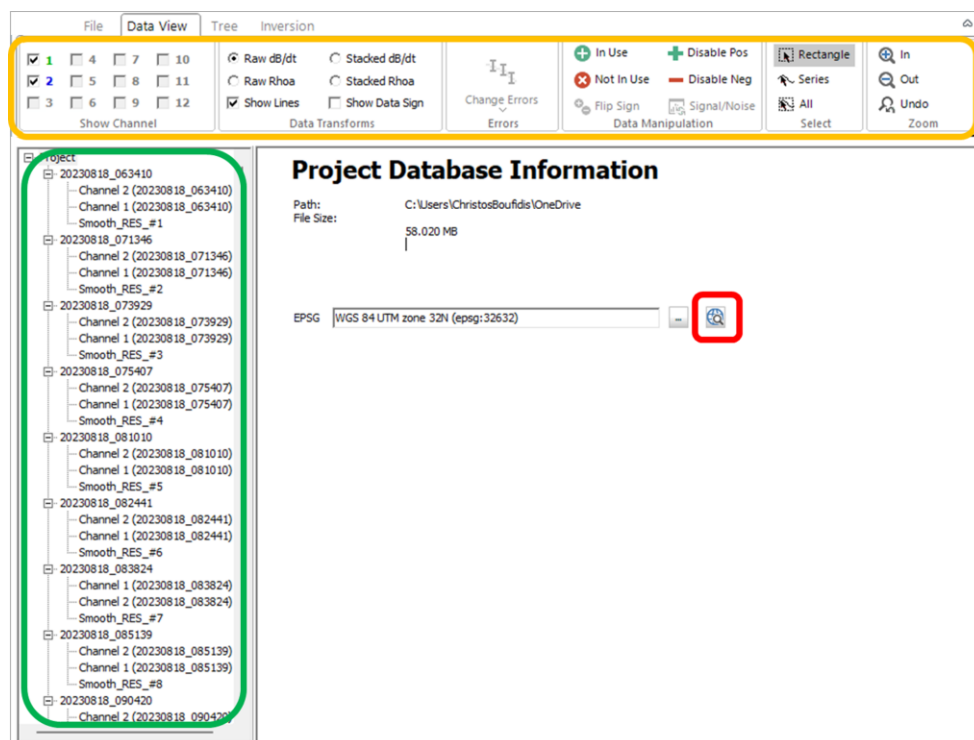 File Data View Tree Inversion
1 4 7 10 Raw dB/dt Stacked dB/dt In Use Disable Pos Rectangle In
2 5 8 11 Raw Rhoa Stacked Rhoa Not In Use Disable Neg Series Out
3 6 9 12 Show Lines Show Data Sign Change Errors Flip Sign Signal/Noise All Undo
Show Channel Data Transforms Errors Data Manipulation Select Zoom
Project
20230818_063410
Channel 2 (20230818_063410)
Channel 1 (20230818_063410)
Smooth_RES_#1
20230818_071346
Channel 2 (20230818_071346)
Channel 1 (20230818_071346)
Smooth_RES_#2
20230818_073929
Channel 2 (20230818_073929)
Channel 1 (20230818_073929)
Smooth_RES_#3
20230818_075407
Channel 2 (20230818_075407)
Channel 1 (20230818_075407)
Smooth_RES_#4
20230818_081010
Channel 2 (20230818_081010)
Channel 1 (20230818_081010)
Smooth_RES_#5
20230818_082441
Channel 2 (20230818_082441)
Channel 1 (20230818_082441)
Smooth_RES_#6
20230818_083824
Channel 1 (20230818_083824)
Channel 2 (20230818_083824)
Smooth_RES_#7
20230818_085139
Channel 2 (20230818_085139)
Channel 1 (20230818_085139)
Smooth_RES_#8
20230818_090420
Channel 2 (20230818_090420)
Project Database Information
Path: C:\Users\ChristosBoufidis\OneDrive
File Size:
58.020 MB
EPSG WGS 84 UTM zone 32N (epsg:32632) ...